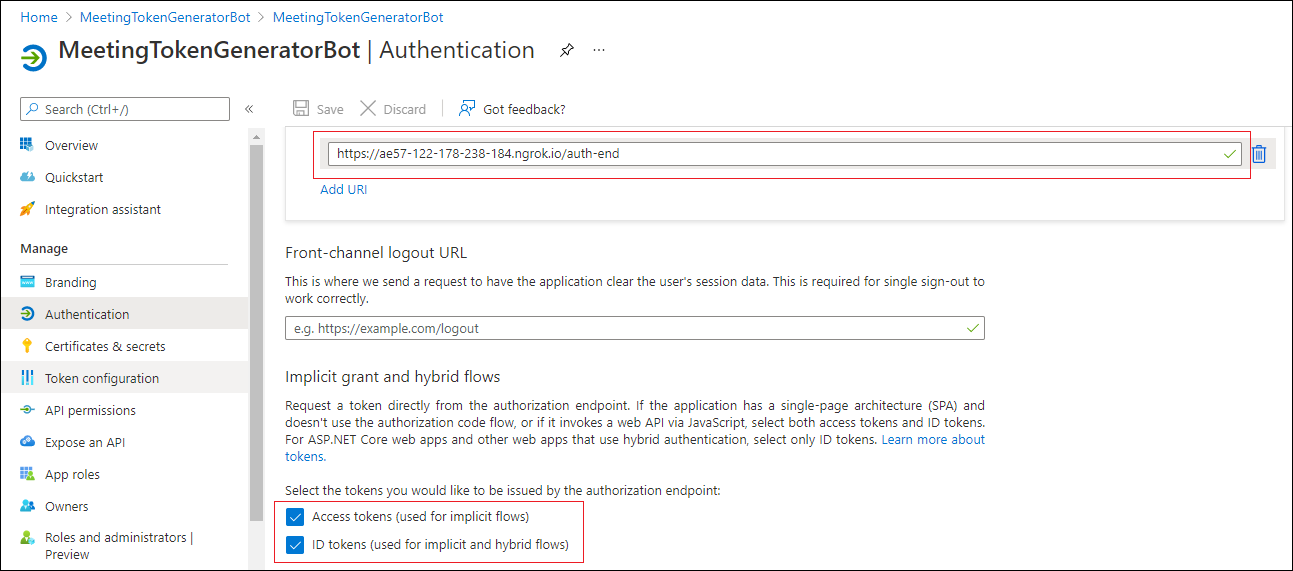 Home > MeetingTokenGeneratorBot > MeetingTokenGeneratorBot
MeetingTokenGeneratorBot | Authentication ...
Search (Ctrl+/) «
Save Discard Got feedback?
Overview
Quickstart
Integration assistant
Manage
Branding
Authentication
Certificates & secrets
Token configuration
API permissions
Expose an API
App roles
Owners
Roles and administrators |
Preview
https://ae57-122-178-238-184.ngrok.io/auth-end
Add URI
Front-channel logout URL
This is where we send a request to have the application clear the user's session data. This is required for single sign-out to
work correctly.
e.g. https://example.com/logout
Implicit grant and hybrid flows
Request a token directly from the authorization endpoint. If the application has a single-page architecture (SPA) and
doesn't use the authorization code flow, or if it invokes a web API via JavaScript, select both access tokens and ID tokens.
For ASP.NET Core web apps and other web apps that use hybrid authentication, select only ID tokens. Learn more about
tokens.
Select the tokens you would like to be issued by the authorization endpoint:
Access tokens (used for implicit flows)
ID tokens (used for implicit and hybrid flows)